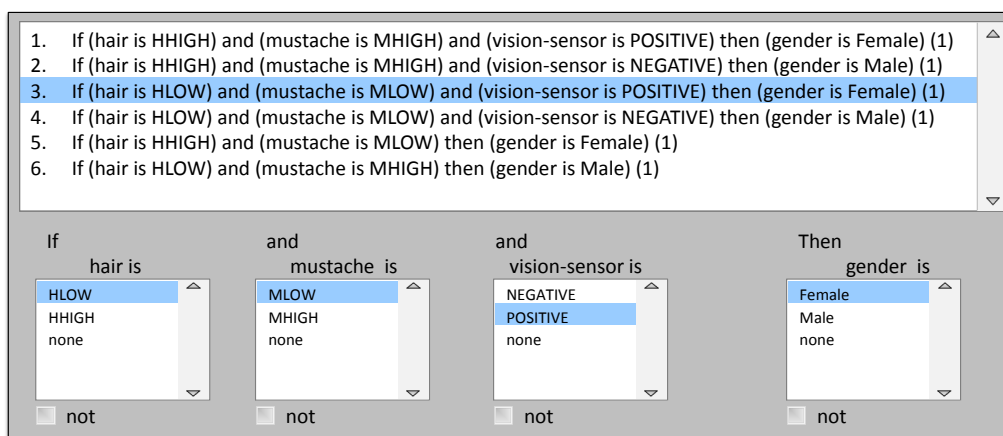 1. If (hair is HHIGH) and (mustache is MHIGH) and (vision-sensor is POSITIVE) then (gender is Female) (1)
2. If (hair is HHIGH) and (mustache is MHIGH) and (vision-sensor is NEGATIVE) then (gender is Male) (1)
3. If (hair is HLOW) and (mustache is MLOW) and (vision-sensor is POSITIVE) then (gender is Female) (1)
4. If (hair is HLOW) and (mustache is MLOW) and (vision-sensor is NEGATIVE) then (gender is Male) (1)
5. If (hair is HHIGH) and (mustache is MLOW) then (gender is Female) (1)
6. If (hair is HLOW) and (mustache is MHIGH) then (gender is Male) (1)
If and and Then
hair is mustache is vision-sensor is gender is
HLOW MLOW NEGATIVE Female
HHIGH MHIGH POSITIVE Male
none none none none
not not not not